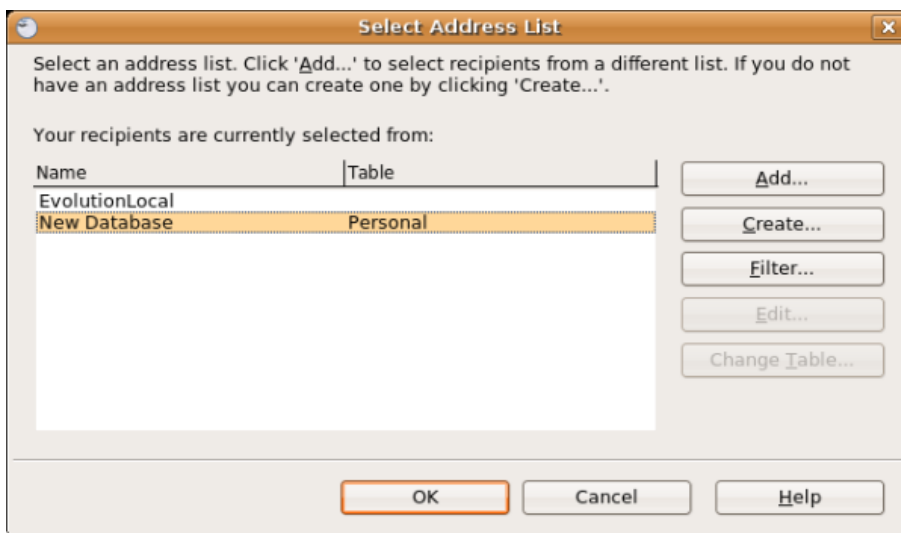 Select Address List
Select an address list. Click 'Add...' to select recipients from a different list. If you do not
have an address list you can create one by clicking 'Create...'.
Your recipients are currently selected from:
Name Table
EvolutionLocal
New Database Personal
Add...
Create...
Filter...
Edit...
Change Table...
OK Cancel Help